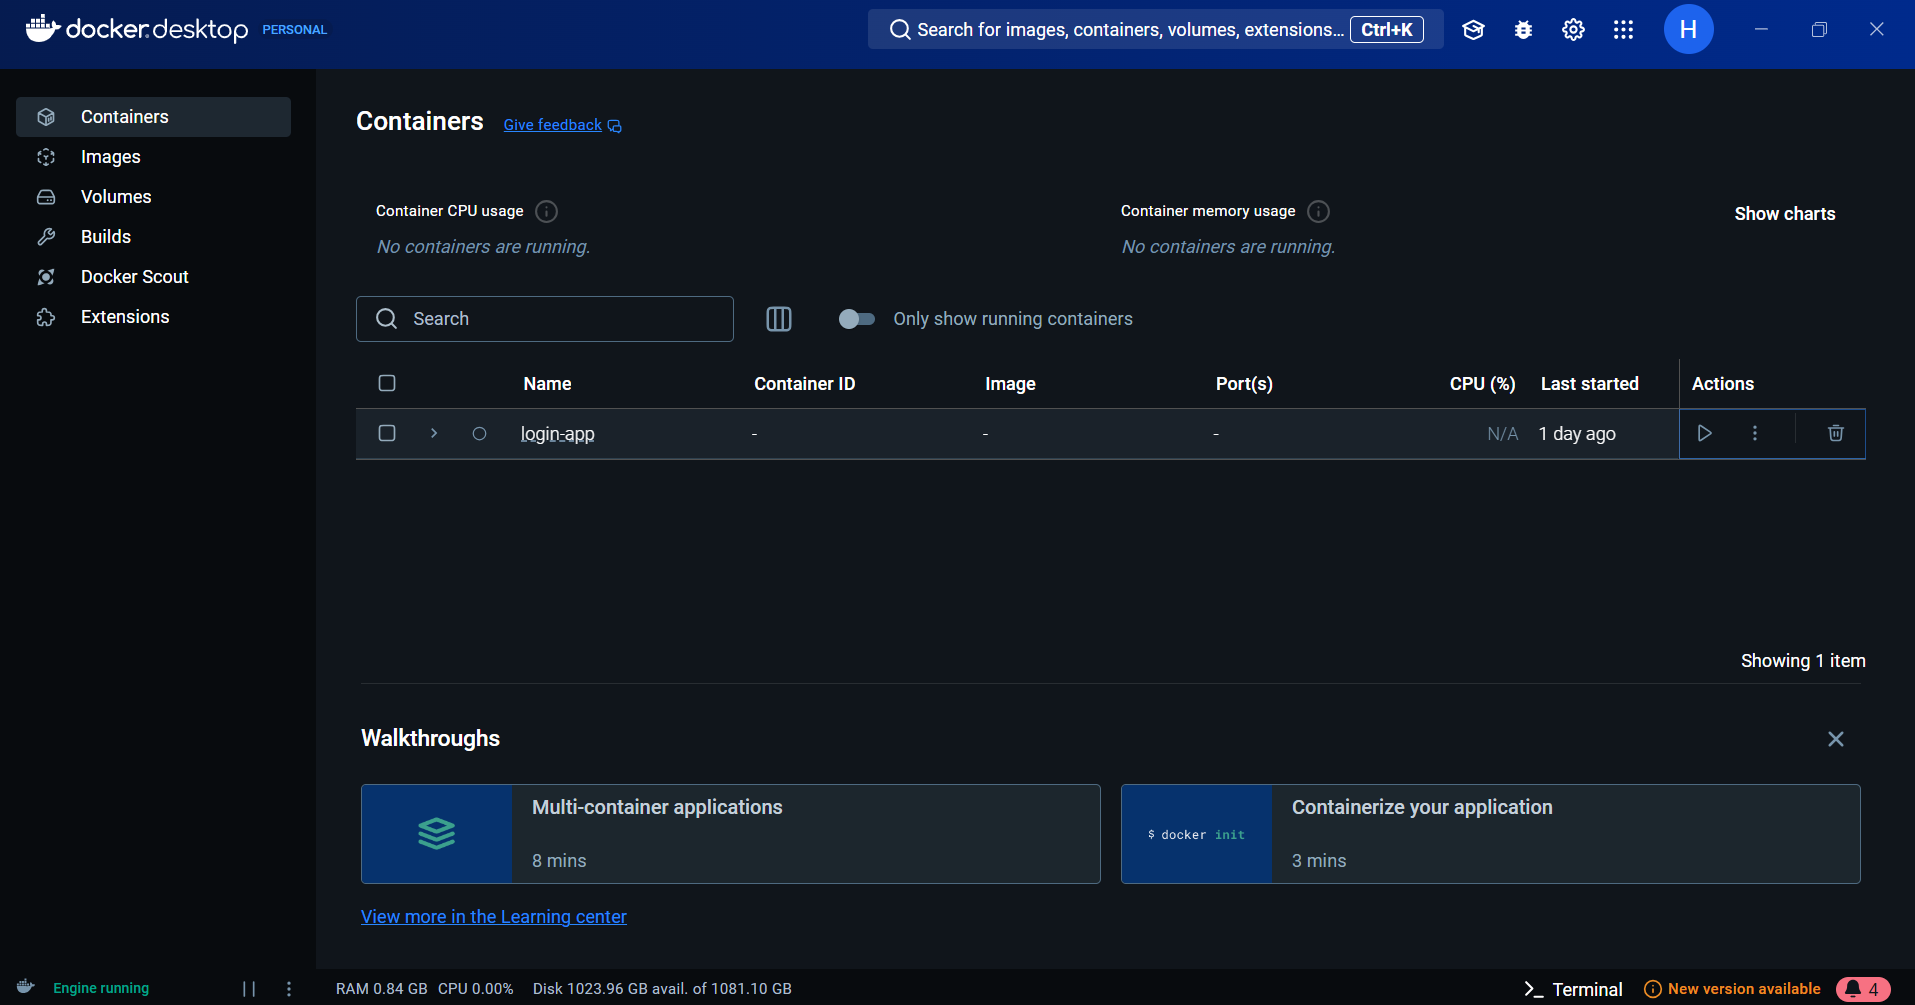 docker.desktop PERSONAL
Search for images, containers, volumes, extensions... Ctrl+K
H
Containers
Images
Volumes
Builds
Docker Scout
Extensions
Containers Give feedback
Container CPU usage
No containers are running.
Container memory usage
No containers are running.
Show charts
Search
Only show running containers
Name Container ID Image Port(s) CPU (%) Last started Actions
login-app - - - N/A 1 day ago
Showing 1 item
Walkthroughs
Multi-container applications
8 mins
$ docker init
Containerize your application
3 mins
View more in the Learning center
Engine running
RAM 0.84 GB CPU 0.00% Disk 1023.96 GB avail. of 1081.10 GB
>_ Terminal
New version available
4